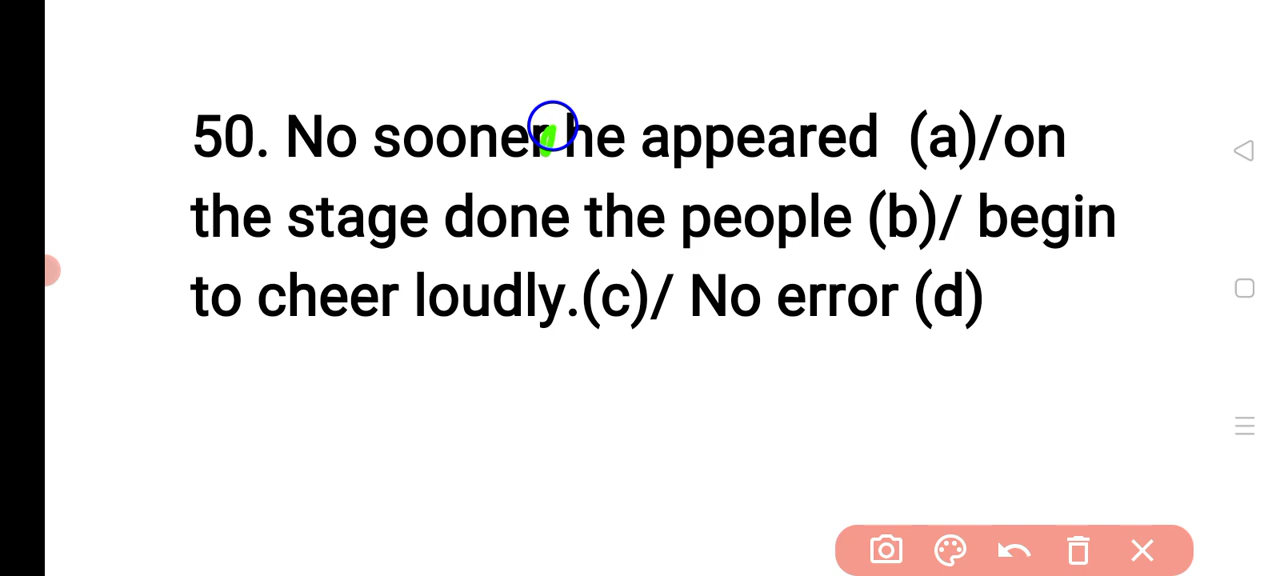 50. No sooner he appeared (a)/on
the stage done the people (b)/ begin
to cheer loudly.(c)/ No error (d)